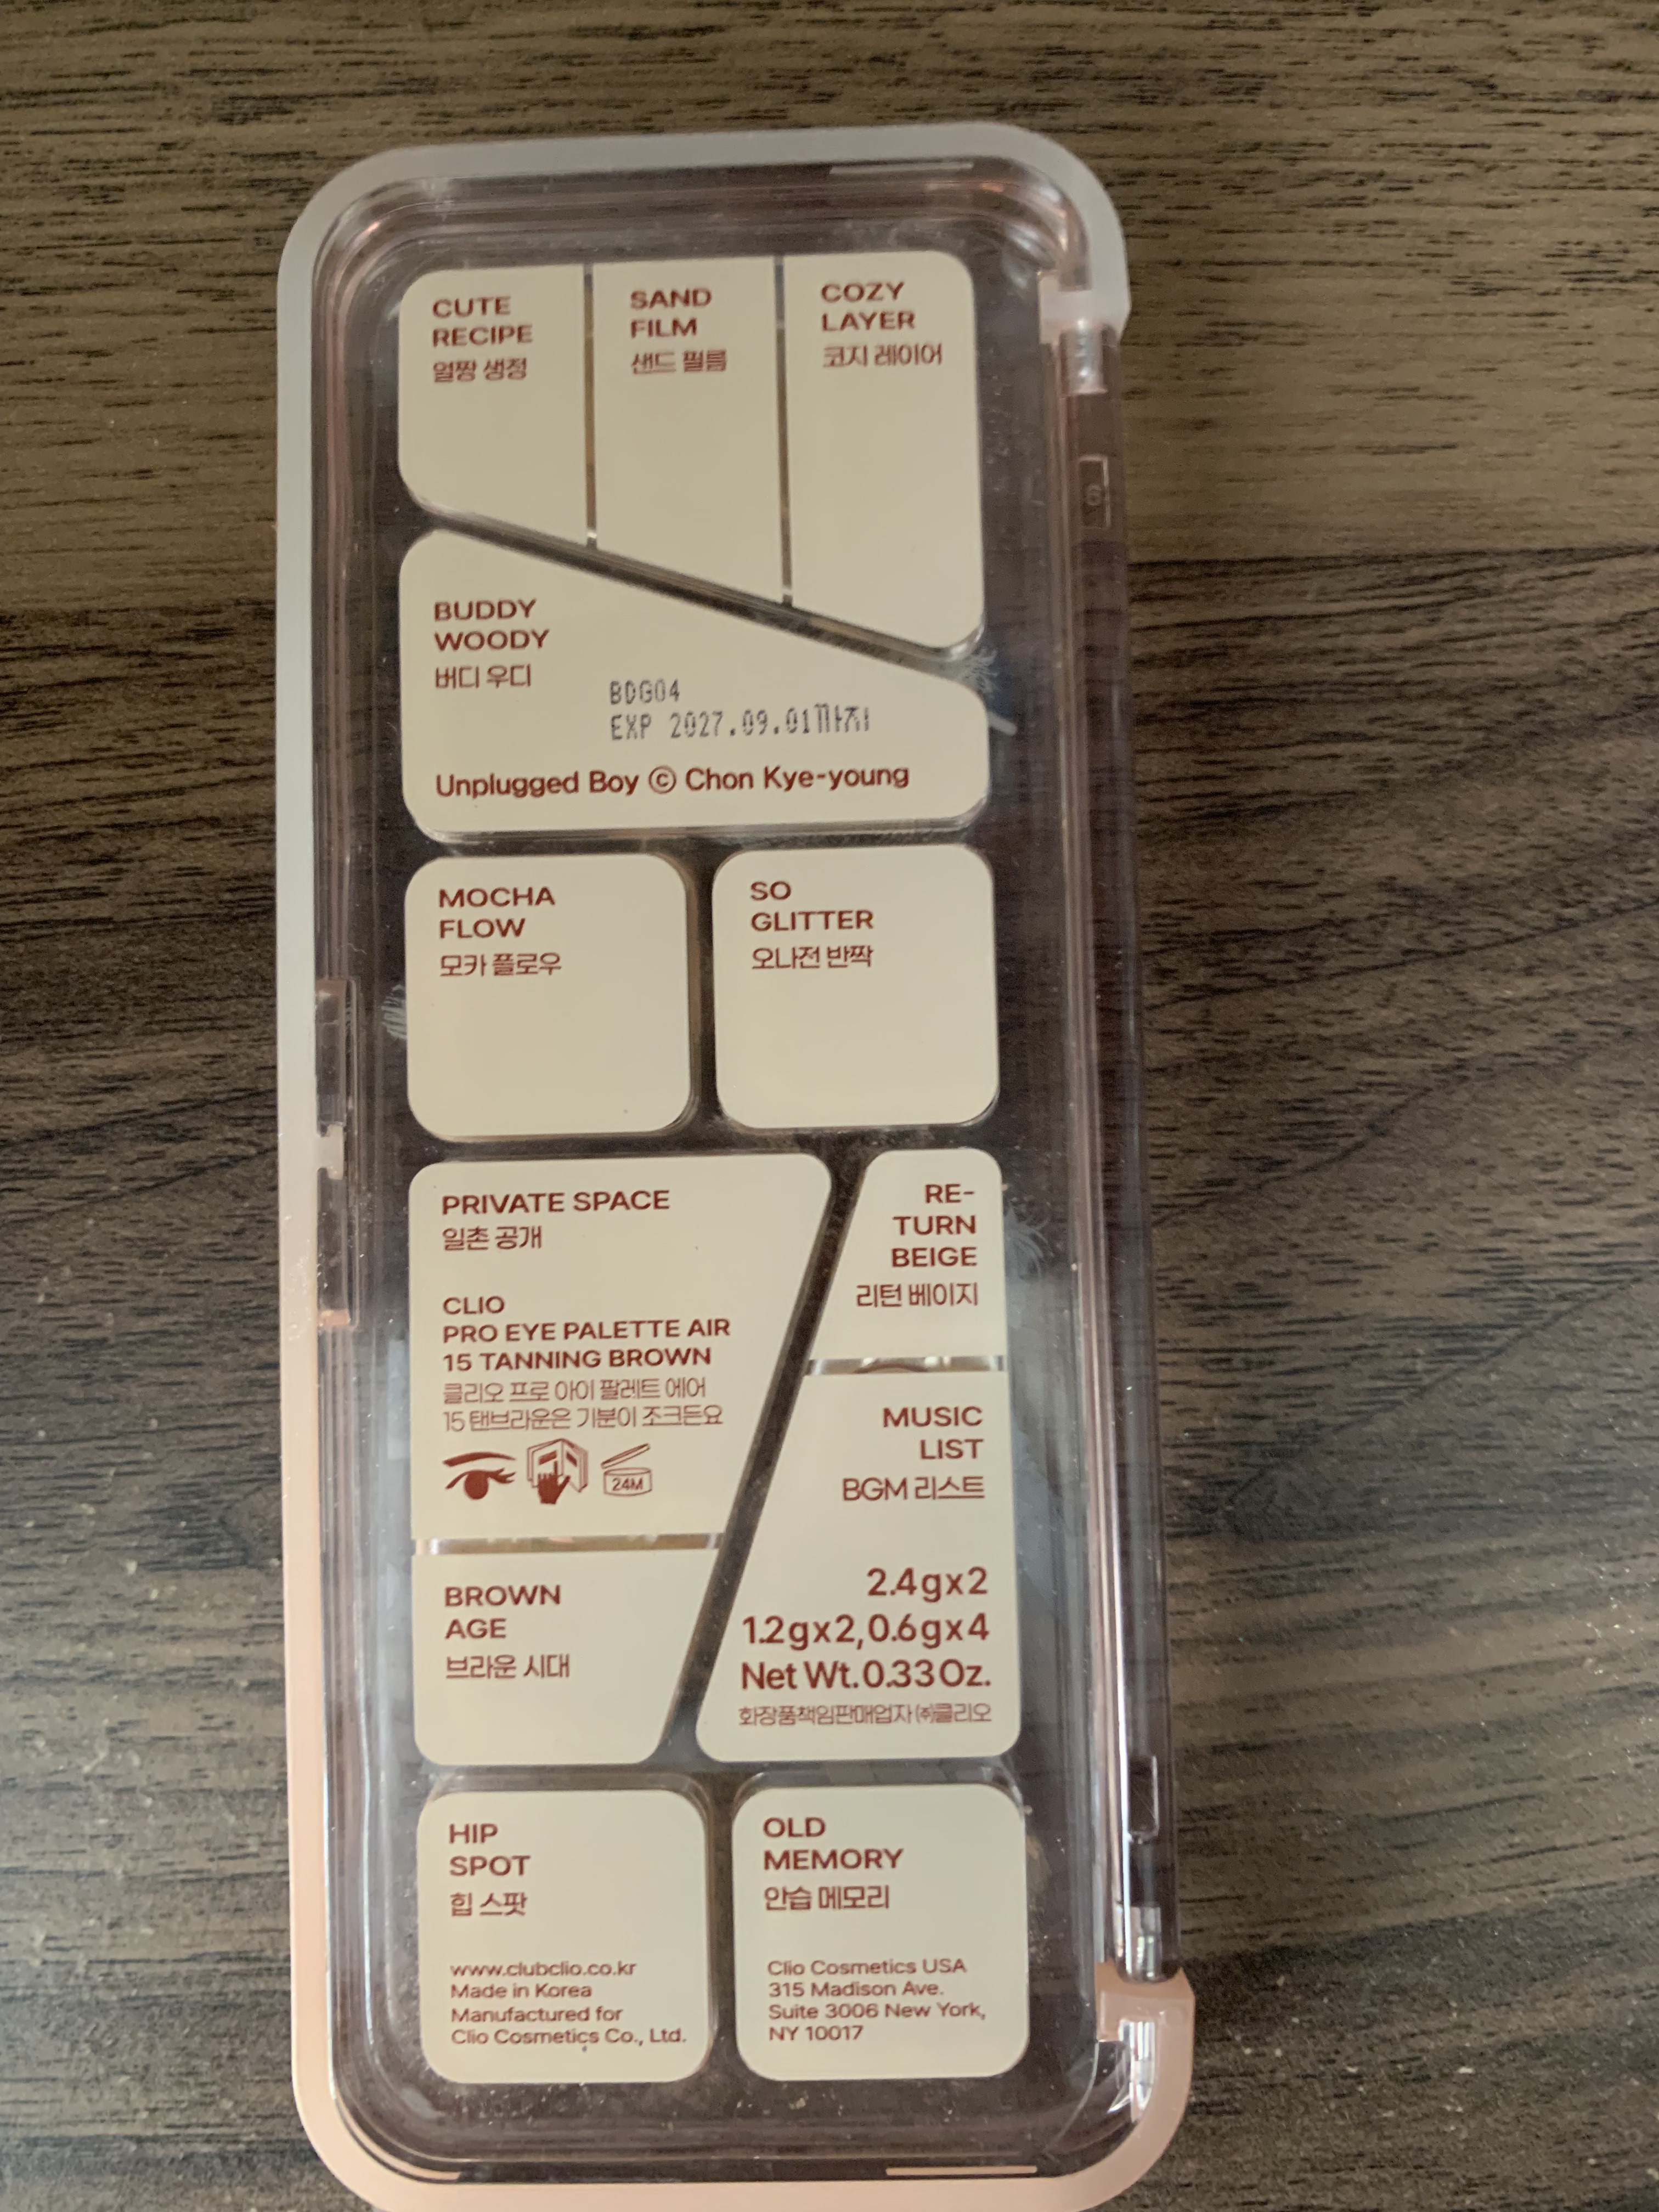 CUTE
RECIPE
얼짱 생정
SAND
FILM
샌드 필름
COZY
LAYER
코지 레이어
BUDDY
WOODY
버디 우디
BDG04
EXP 2027.09.01까지
Unplugged Boy © Chon Kye-young
MOCHA
FLOW
모카 플로우
SO
GLITTER
오나전 반짝
PRIVATE SPACE
일촌 공개
CLIO
PRO EYE PALETTE AIR
15 TANNING BROWN
클리오 프로 아이 팔레트 에어
15 탠브라운은 기분이 조크든요
24M
RE-
TURN
BEIGE
리턴 베이지
MUSIC
LIST
BGM 리스트
2.4gx2
1.2gx2,0.6gx4
Net Wt.0.33Oz.
화장품책임판매업자 ㈜클리오
BROWN
AGE
브라운 시대
HIP
SPOT
힙 스팟
www.clubclio.co.kr
Made in Korea
Manufactured for
Clio Cosmetics Co., Ltd.
OLD
MEMORY
안습 메모리
Clio Cosmetics USA
315 Madison Ave.
Suite 3006 New York,
NY 10017